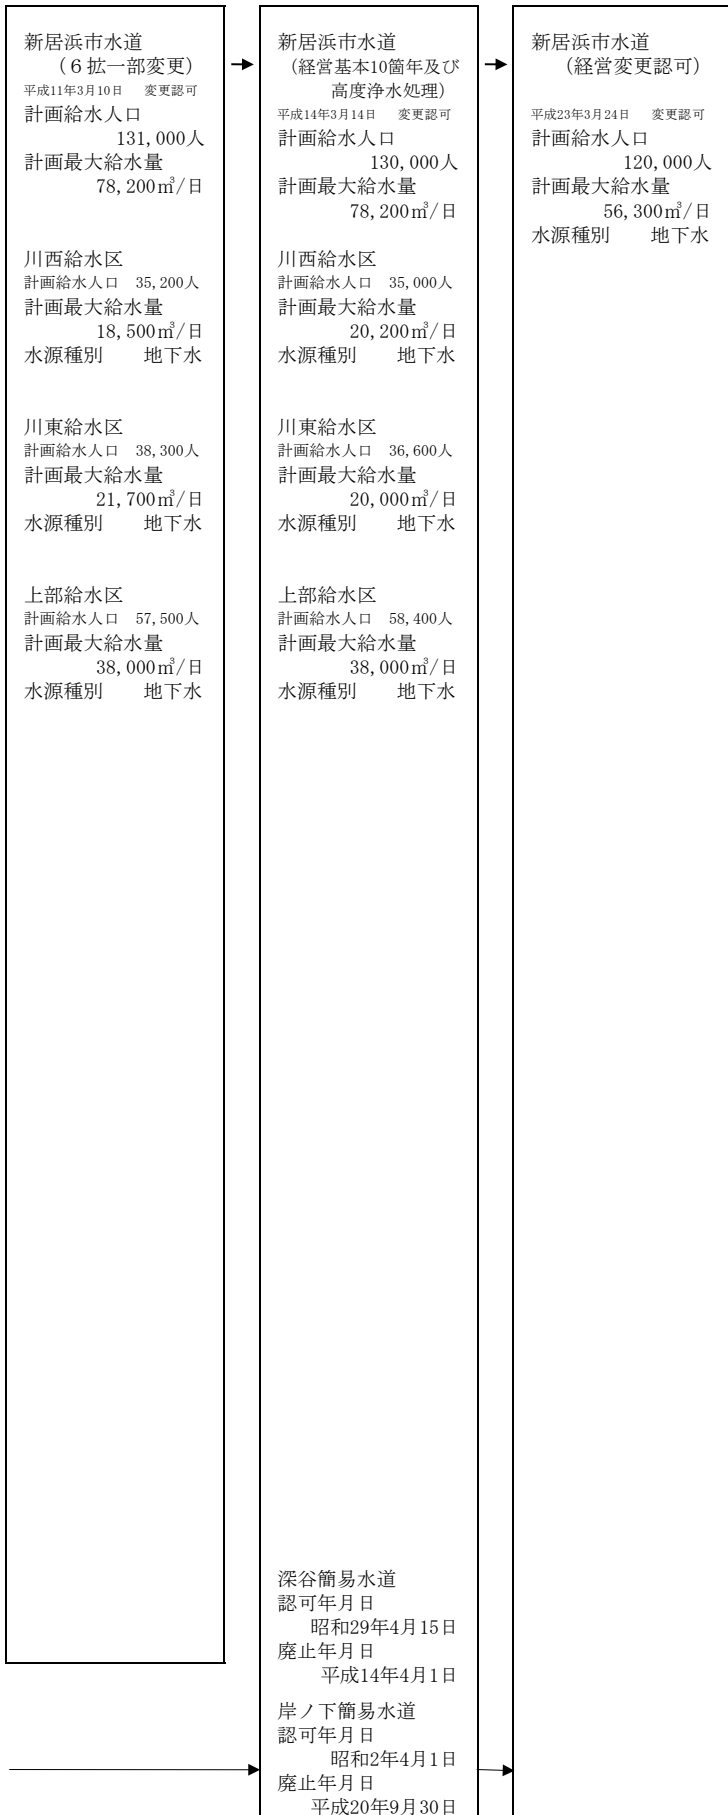 新居浜市水道
（６拡一部変更）
平成11年3月10日　変更認可
計画給水人口
131,000人
計画最大給水量
78,200㎥/日
川西給水区
計画給水人口　35,200人
計画最大給水量
18,500㎥/日
水源種別　地下水
川東給水区
計画給水人口　38,300人
計画最大給水量
21,700㎥/日
水源種別　地下水
上部給水区
計画給水人口　57,500人
計画最大給水量
38,000㎥/日
水源種別　地下水
新居浜市水道
（経営基本10箇年及び
高度浄水処理）
平成14年3月14日　変更認可
計画給水人口
130,000人
計画最大給水量
78,200㎥/日
川西給水区
計画給水人口　35,000人
計画最大給水量
20,200㎥/日
水源種別　地下水
川東給水区
計画給水人口　36,600人
計画最大給水量
20,000㎥/日
水源種別　地下水
上部給水区
計画給水人口　58,400人
計画最大給水量
38,000㎥/日
水源種別　地下水
深谷簡易水道
認可年月日
昭和29年4月15日
廃止年月日
平成14年4月1日
岸ノ下簡易水道
認可年月日
昭和2年4月1日
廃止年月日
平成20年9月30日
新居浜市水道
（経営変更認可）
平成23年3月24日　変更認可
計画給水人口
120,000人
計画最大給水量
56,300㎥/日
水源種別　地下水